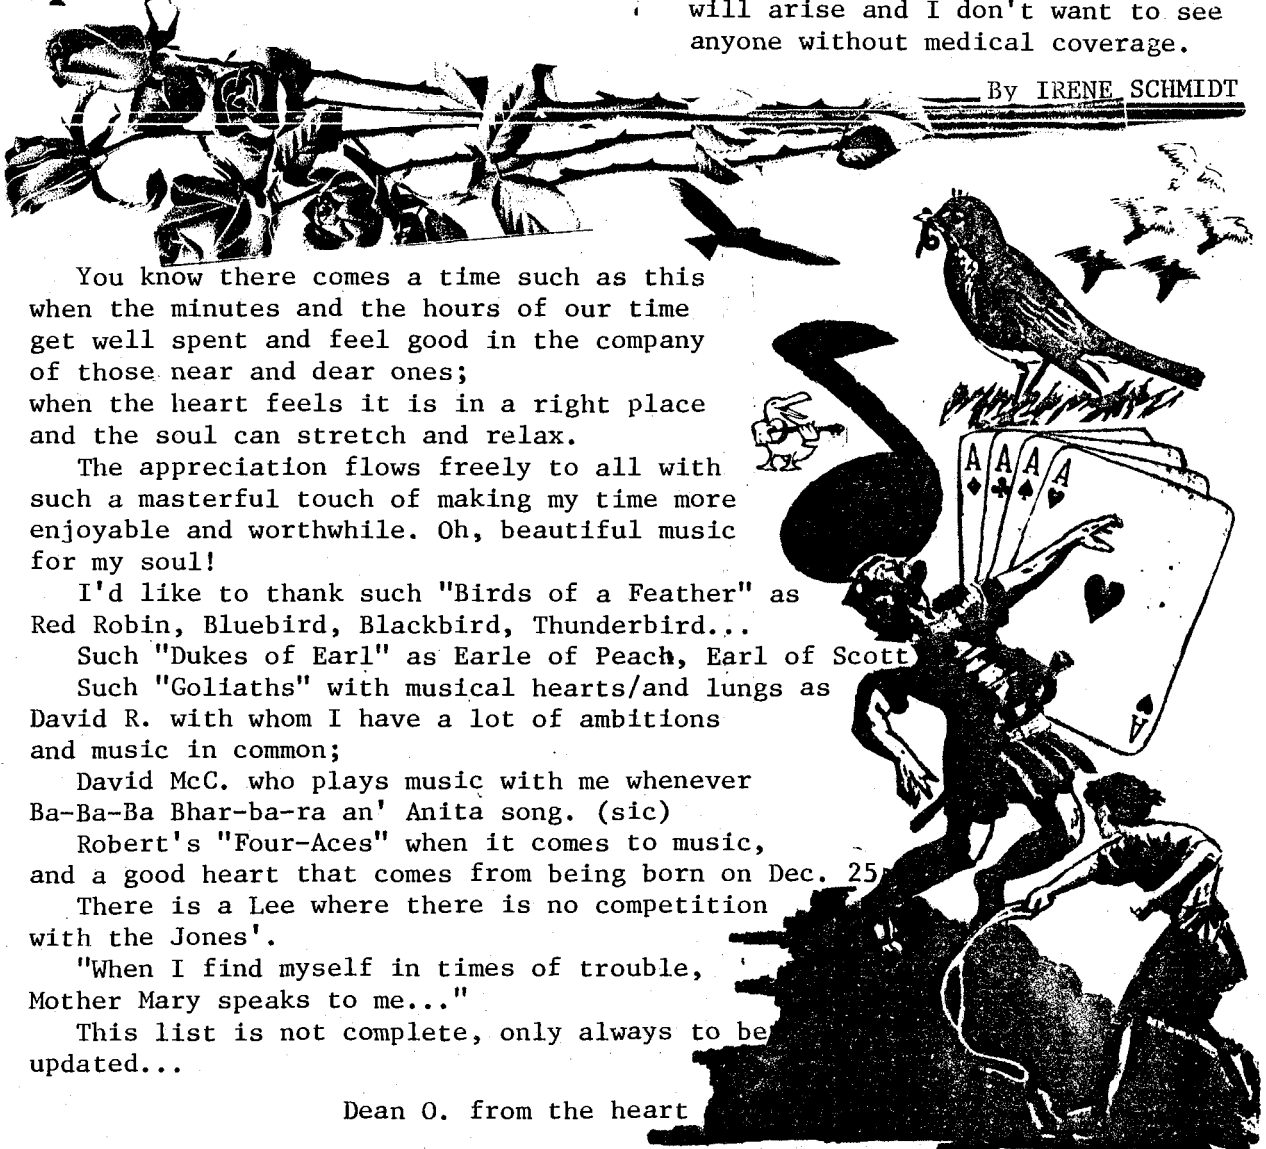 will arise and I don't want to see
anyone without medical coverage.
By IRENE SCHMIDT
You know there comes a time such as this
when the minutes and the hours of our time
get well spent and feel good in the company
of those near and dear ones;
when the heart feels it is in a right place
and the soul can stretch and relax.
The appreciation flows freely to all with
such a masterful touch of making my time more
enjoyable and worthwhile. Oh, beautiful music
for my soul!
I'd like to thank such "Birds of a Feather" as
Red Robin, Bluebird, Blackbird, Thunderbird...
Such "Dukes of Earl" as Earle of Peach, Earl of Scott
Such "Goliaths" with musical hearts/and lungs as
David R. with whom I have a lot of ambitions
and music in common;
David McC. who plays music with me whenever
Ba-Ba-Ba Bhar-ba-ra an' Anita song. (sic)
Robert's "Four-Aces" when it comes to music,
and a good heart that comes from being born on Dec. 25
There is a Lee where there is no competition
with the Jones'.
"When I find myself in times of trouble,
Mother Mary speaks to me..."
This list is not complete, only always to be
updated...
Dean O. from the heart
A A A A
A